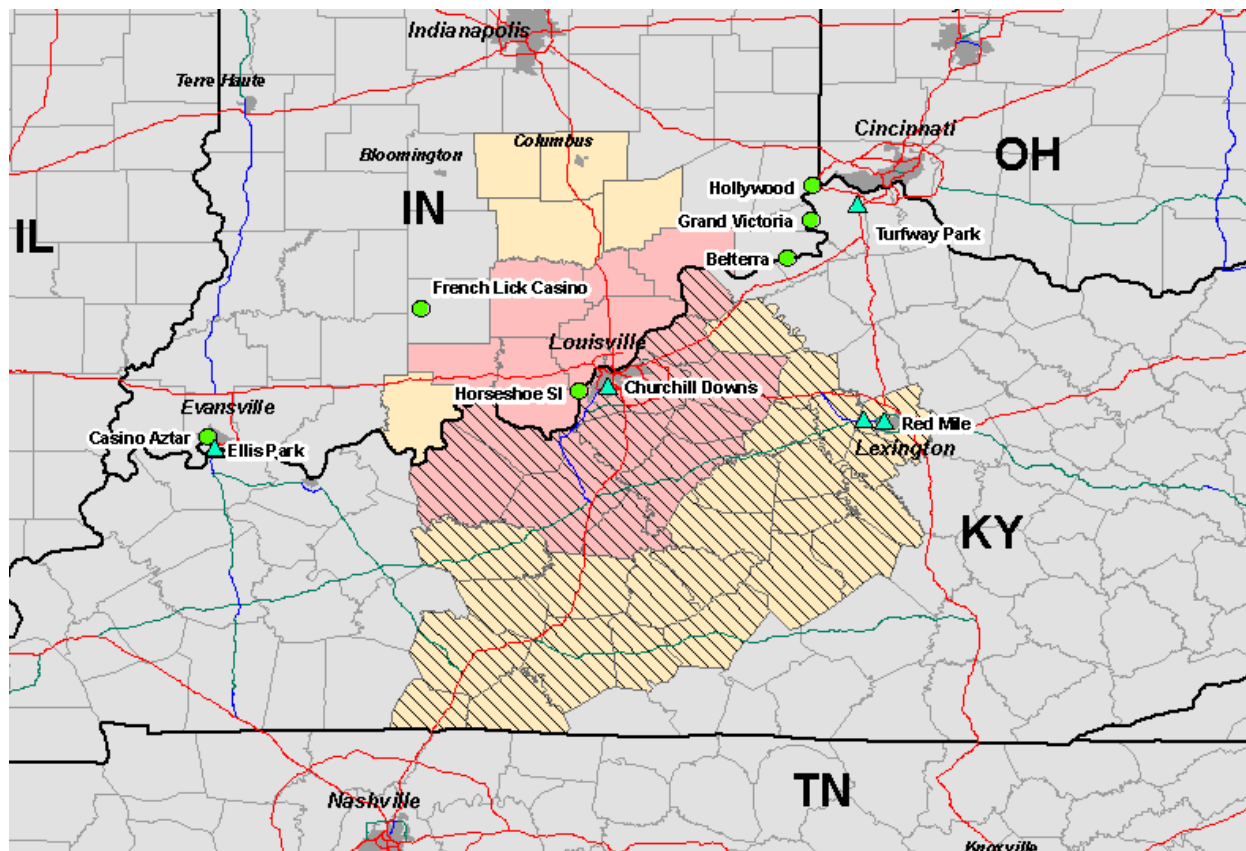 Indianapolis
Terre Haute
Cincinnati
Columbus
Bloomington
OH
Hollywood
IN
Grand Victoria
IL
Turfway Park
Belterra
French Lick Casino
Louisville
Churchill Downs
Horseshoe SI
Evansville
Red Mile
Casino Aztar
Ellis Park
Lexington
KY
TN
Nashville
Knoxville